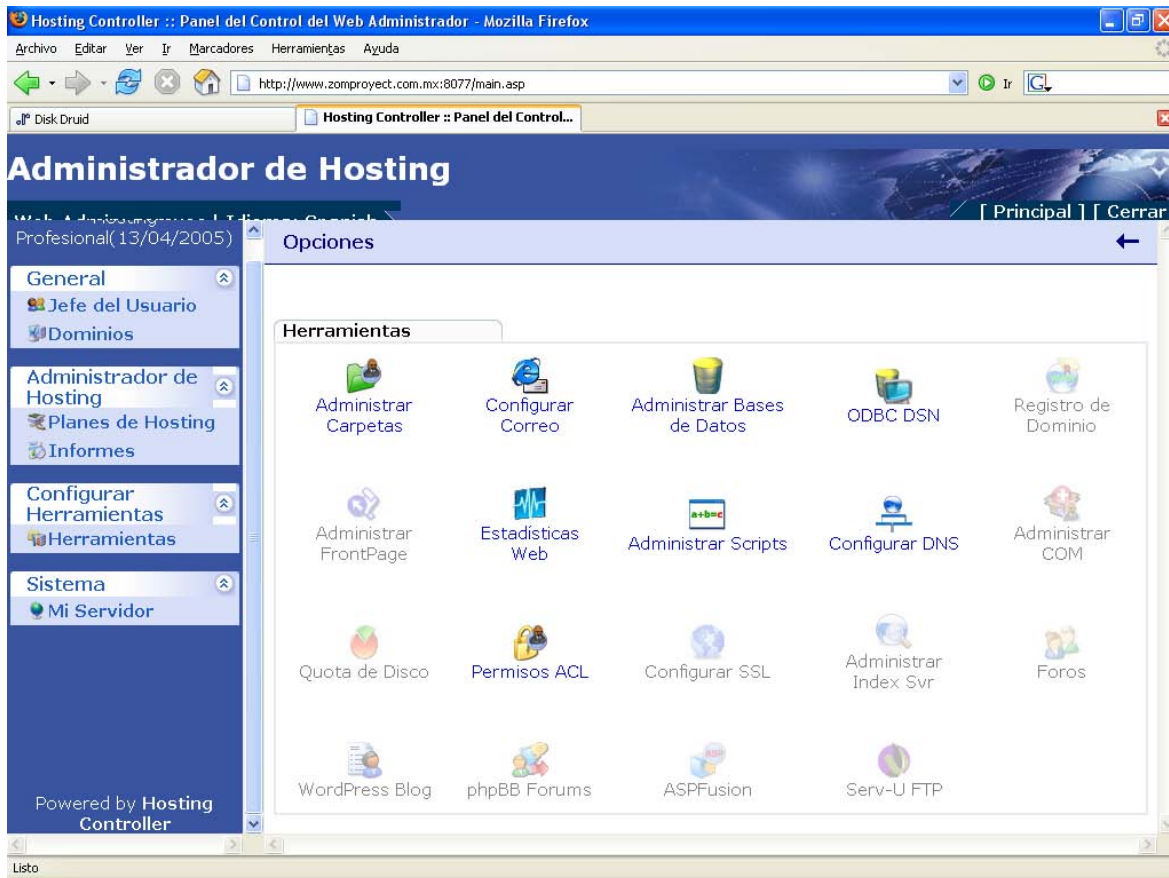 Hosting Controller :: Panel del Control del Web Administrador - Mozilla Firefox
Archivo Editar Ver Ir Marcadores Herramientas Ayuda
http://www.zomproyect.com.mx:8077/main.asp Ir G
Disk Druid
Hosting Controller :: Panel del Control...
Administrador de Hosting
[ Principal ] [ Cerrar
Profesional(13/04/2005)
General
Jefe del Usuario
Dominios
Administrador de
Hosting
Planes de Hosting
Informes
Configurar
Herramientas
Herramientas
Sistema
Mi Servidor
Powered by Hosting
Controller
Opciones
Herramientas
Administrar
Carpetas
Configurar
Correo
Administrar Bases
de Datos
ODBC DSN
Registro de
Dominio
Administrar
FrontPage
Estadísticas
Web
a+b=c
Administrar Scripts
Configurar DNS
Administrar
COM
Quota de Disco
Permisos ACL
Configurar SSL
Administrar
Index Svr
Foros
WordPress Blog
phpBB Forums
ASP
ASPFusion
Serv-U FTP
Listo